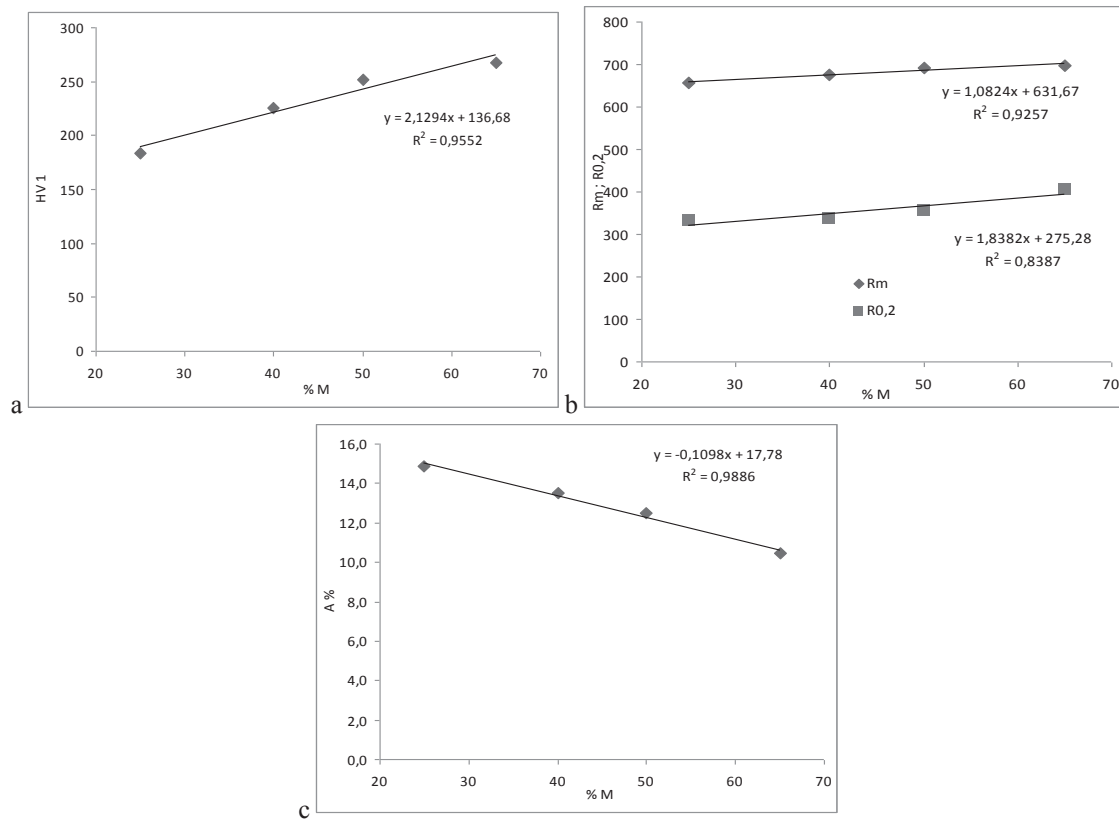 300
250
200
150
100
50
0
HV 1
y = 2,1294x + 136,68
R² = 0,9552
20 30 40 50 60 70
% M
a
800
700
600
500
400
300
200
100
0
Rm ; R0,2
y = 1,0824x + 631,67
R² = 0,9257
y = 1,8382x + 275,28
R² = 0,8387
Rm
R0,2
20 30 40 50 60 70
% M
b
16,0
14,0
12,0
10,0
8,0
6,0
4,0
2,0
0,0
A %
y = -0,1098x + 17,78
R² = 0,9886
20 30 40 50 60 70
% M
c